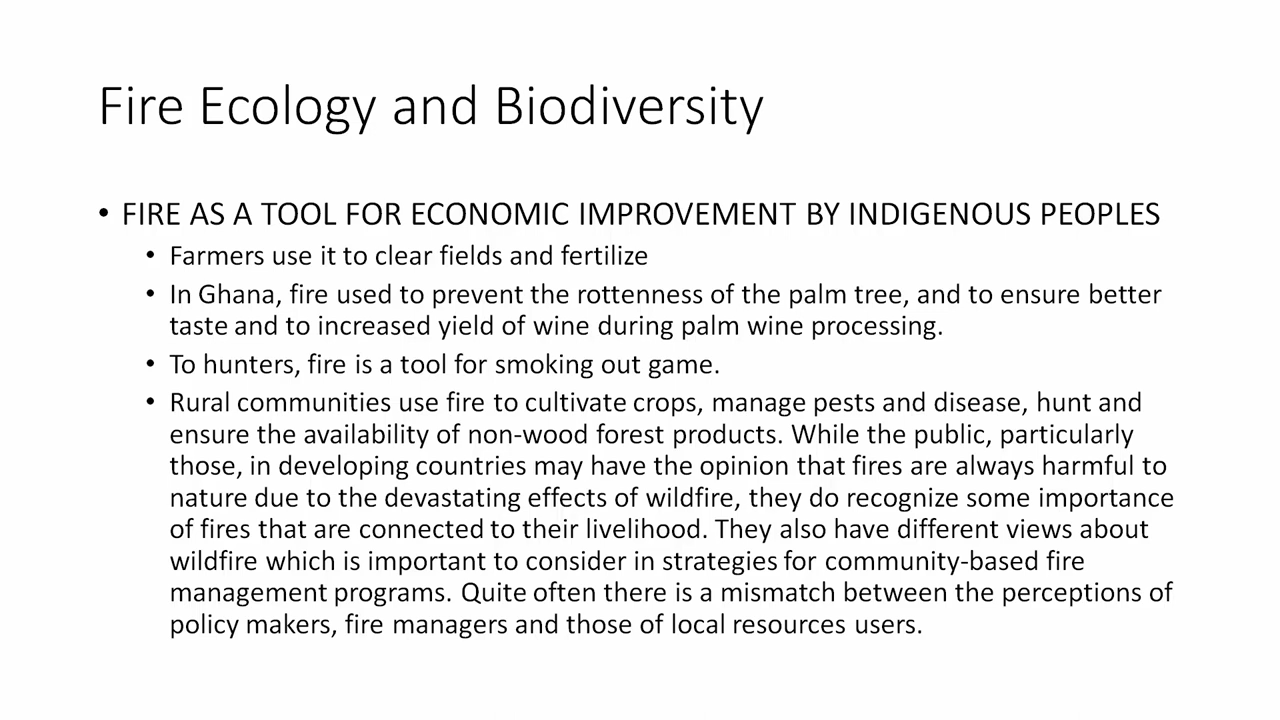 Fire Ecology and Biodiversity
• FIRE AS A TOOL FOR ECONOMIC IMPROVEMENT BY INDIGENOUS PEOPLES
• Farmers use it to clear fields and fertilize
• In Ghana, fire used to prevent the rottenness of the palm tree, and to ensure better
taste and to increased yield of wine during palm wine processing.
• To hunters, fire is a tool for smoking out game.
• Rural communities use fire to cultivate crops, manage pests and disease, hunt and
ensure the availability of non-wood forest products. While the public, particularly
those, in developing countries may have the opinion that fires are always harmful to
nature due to the devastating effects of wildfire, they do recognize some importance
of fires that are connected to their livelihood. They also have different views about
wildfire which is important to consider in strategies for community-based fire
management programs. Quite often there is a mismatch between the perceptions of
policy makers, fire managers and those of local resources users.